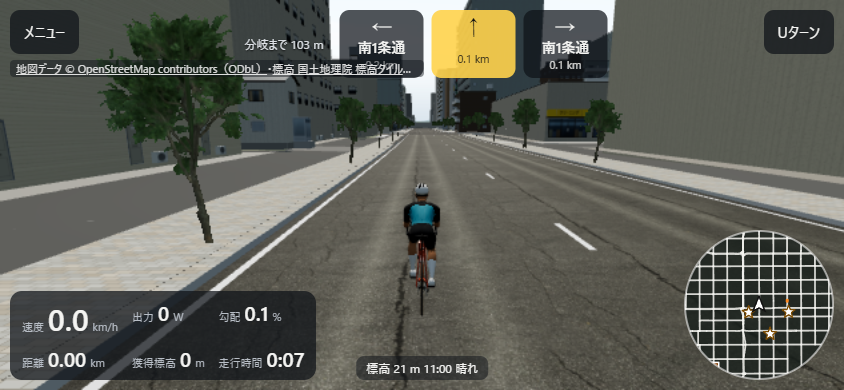 メニュー
分岐まで 103 m
←
南1条通
↑
0.1 km
→
南1条通
0.1 km
Uターン
地図データ © OpenStreetMap contributors（ODbL）・標高 国土地理院 標高タイル...
速度 0.0 km/h 出力 0 W 勾配 0.1 %
距離 0.00 km 獲得標高 0 m 走行時間 0:07
標高 21 m 11:00 晴れ